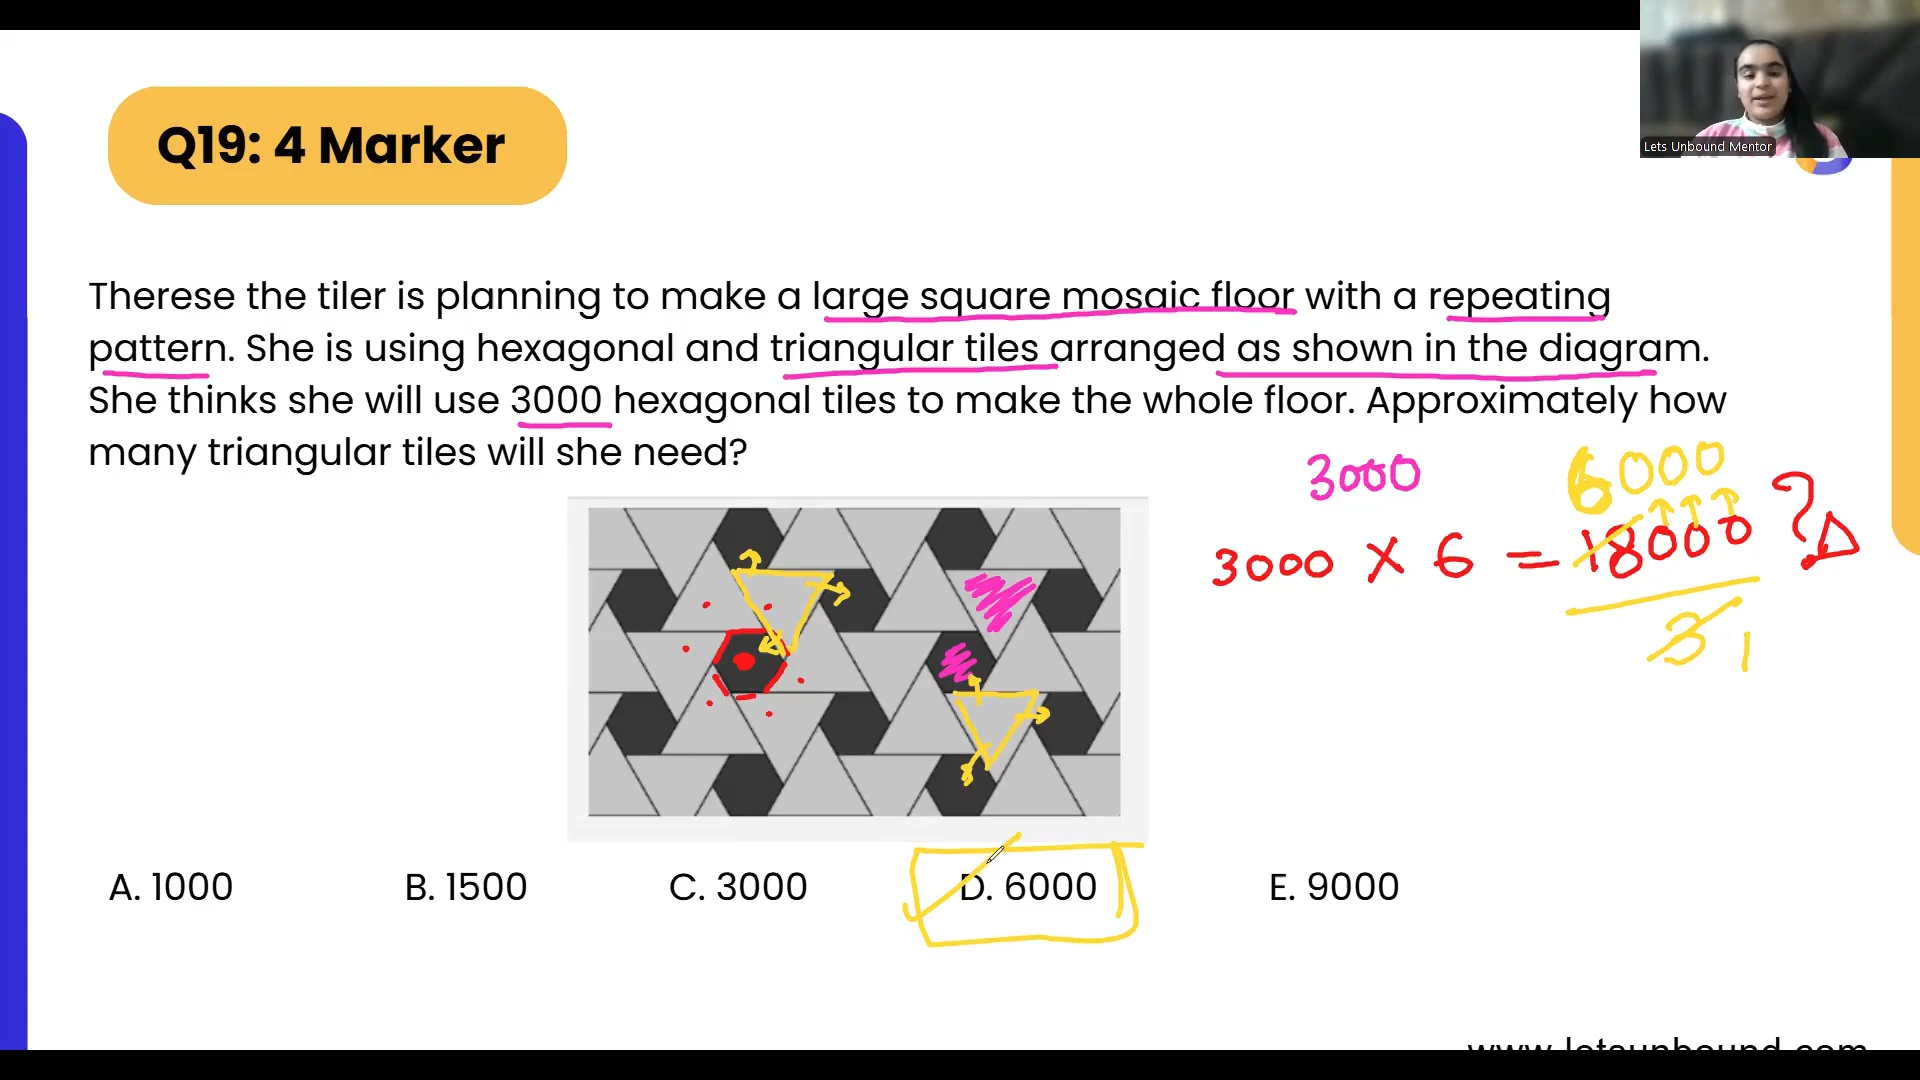 Lets Unbound Mentor
Q19: 4 Marker
Therese the tiler is planning to make a large square mosaic floor with a repeating
pattern. She is using hexagonal and triangular tiles arranged as shown in the diagram.
She thinks she will use 3000 hexagonal tiles to make the whole floor. Approximately how
many triangular tiles will she need?
3000
6000
3000 × 6 = 18000 ?
3 1
A. 1000 B. 1500 C. 3000 D. 6000 E. 9000
www.letsunbound.com